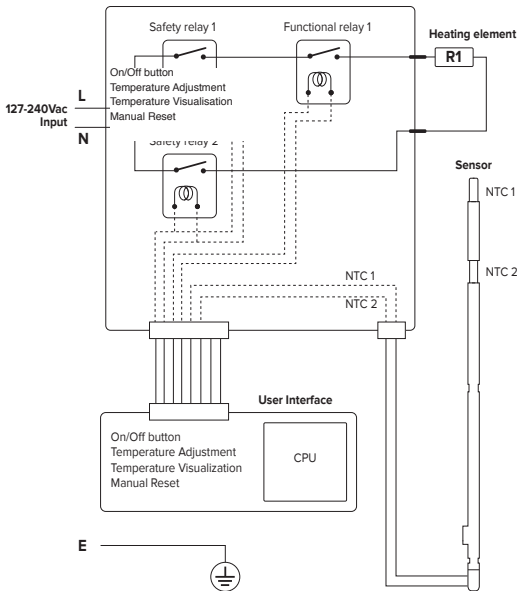 Safety relay 1
Functional relay 1
Heating element
R1
On/Off button
Temperature Adjustment
Temperature Visualisation
Manual Reset
L
127-240Vac
Input
N
Safety relay 2
Sensor
NTC 1
NTC 2
NTC 1
NTC 2
User Interface
On/Off button
Temperature Adjustment
Temperature Visualization
Manual Reset
CPU
E